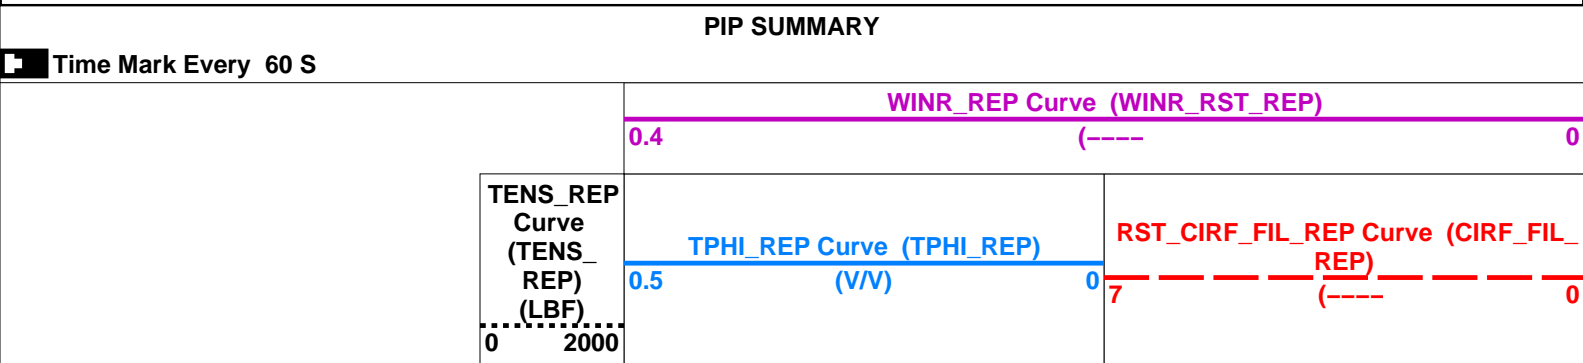 PIP SUMMARY
Time Mark Every  60 S
WINR_REP Curve  (WINR_RST_REP)
0.4 (---- 0
TENS_REP
Curve
(TENS_
REP)
(LBF)
0 2000
TPHI_REP Curve  (TPHI_REP)
0.5 (V/V) 0
RST_CIRF_FIL_REP Curve  (CIRF_FIL_
REP)
7 (---- 0